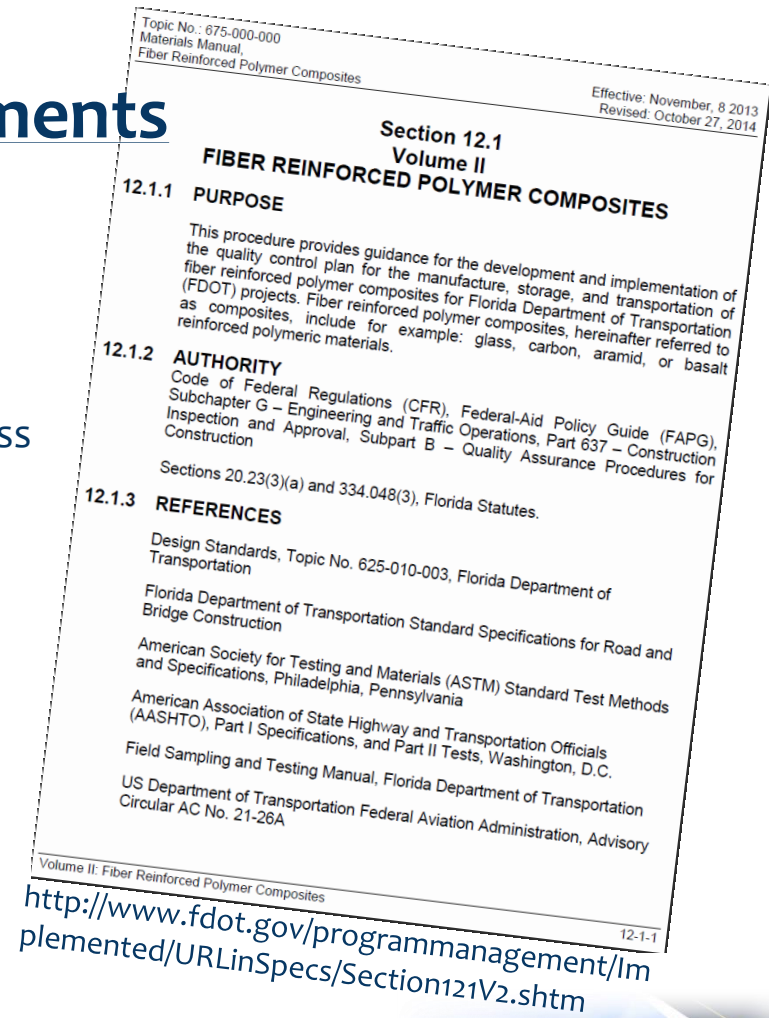 ments
ss
Topic No.: 675-000-000
Materials Manual,
Fiber Reinforced Polymer Composites
Effective: November, 8 2013
Revised: October 27, 2014
Section 12.1
Volume II
FIBER REINFORCED POLYMER COMPOSITES
12.1.1 PURPOSE
This procedure provides guidance for the development and implementation of
the quality control plan for the manufacture, storage, and transportation of
fiber reinforced polymer composites for Florida Department of Transportation
(FDOT) projects. Fiber reinforced polymer composites, hereinafter referred to
as composites, include for example: glass, carbon, aramid, or basalt
reinforced polymeric materials.
12.1.2 AUTHORITY
Code of Federal Regulations (CFR), Federal-Aid Policy Guide (FAPG),
Subchapter G – Engineering and Traffic Operations, Part 637 – Construction
Inspection and Approval, Subpart B – Quality Assurance Procedures for
Construction
Sections 20.23(3)(a) and 334.048(3), Florida Statutes.
12.1.3 REFERENCES
Design Standards, Topic No. 625-010-003, Florida Department of
Transportation
Florida Department of Transportation Standard Specifications for Road and
Bridge Construction
American Society for Testing and Materials (ASTM) Standard Test Methods
and Specifications, Philadelphia, Pennsylvania
American Association of State Highway and Transportation Officials
(AASHTO), Part I Specifications, and Part II Tests, Washington, D.C.
Field Sampling and Testing Manual, Florida Department of Transportation
US Department of Transportation Federal Aviation Administration, Advisory
Circular AC No. 21-26A
Volume II: Fiber Reinforced Polymer Composites
12-1-1
http://www.fdot.gov/programmanagement/Im
plemented/URLinSpecs/Section121V2.shtm